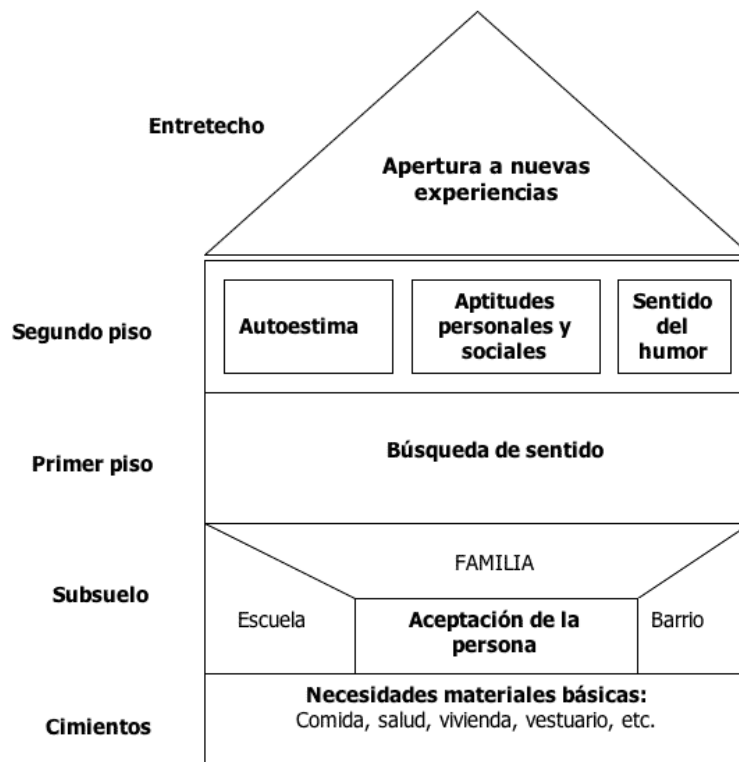 Entretecho
Apertura a nuevas
experiencias
Segundo piso
Autoestima
Aptitudes
personales y
sociales
Sentido
del
humor
Primer piso
Búsqueda de sentido
Subsuelo
FAMILIA
Escuela
Aceptación de la
persona
Barrio
Cimientos
Necesidades materiales básicas:
Comida, salud, vivienda, vestuario, etc.